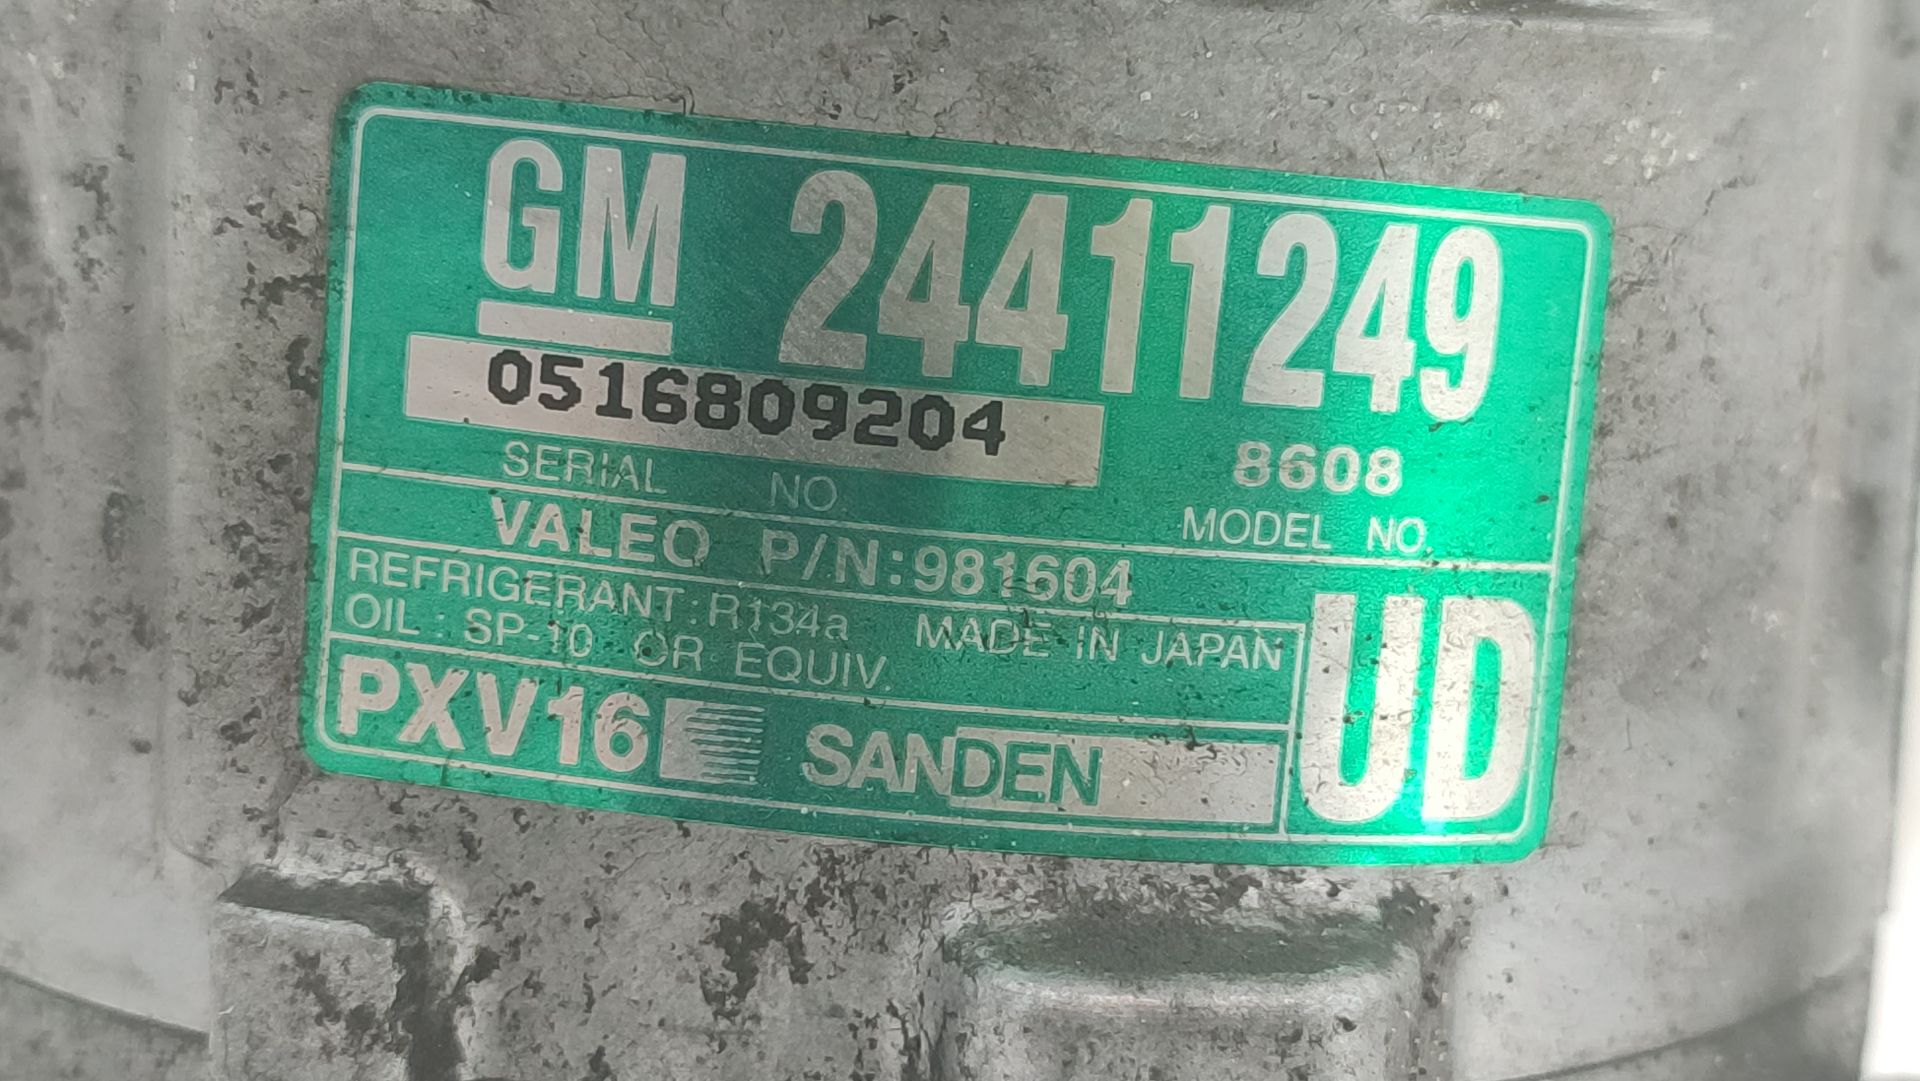 GM 24411249
0516809204
8608
SERIAL NO.
MODEL NO.
VALEO P/N:981604
REFRIGERANT:R134a MADE IN JAPAN
OIL : SP-10 OR EQUIV.
UD
PXV16 SANDEN